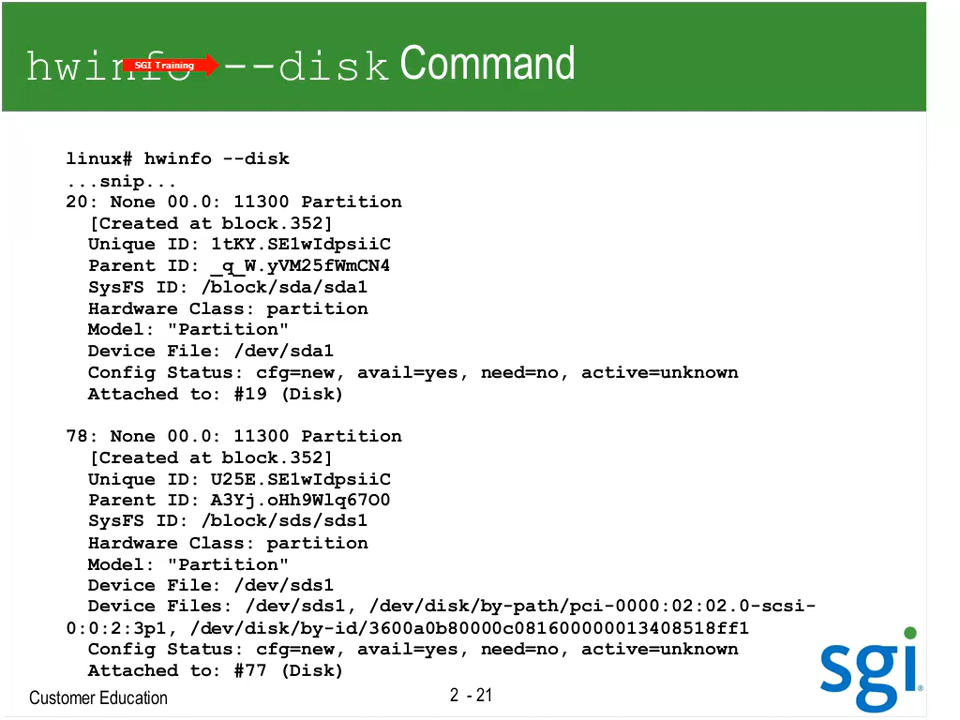 hwinfo --disk Command
SGI Training
linux# hwinfo --disk
...snip...
20: None 00.0: 11300 Partition
[Created at block.352]
Unique ID: 1tKY.SE1wIdpsiiC
Parent ID: _q_W.yVM25fWmCN4
SysFS ID: /block/sda/sda1
Hardware Class: partition
Model: "Partition"
Device File: /dev/sda1
Config Status: cfg=new, avail=yes, need=no, active=unknown
Attached to: #19 (Disk)
78: None 00.0: 11300 Partition
[Created at block.352]
Unique ID: U25E.SE1wIdpsiiC
Parent ID: A3Yj.oHh9Wlq67O0
SysFS ID: /block/sds/sds1
Hardware Class: partition
Model: "Partition"
Device File: /dev/sds1
Device Files: /dev/sds1, /dev/disk/by-path/pci-0000:02:02.0-scsi-
0:0:2:3p1, /dev/disk/by-id/3600a0b80000c081600000013408518ff1
Config Status: cfg=new, avail=yes, need=no, active=unknown
Attached to: #77 (Disk)
Customer Education
2 - 21
sgi®